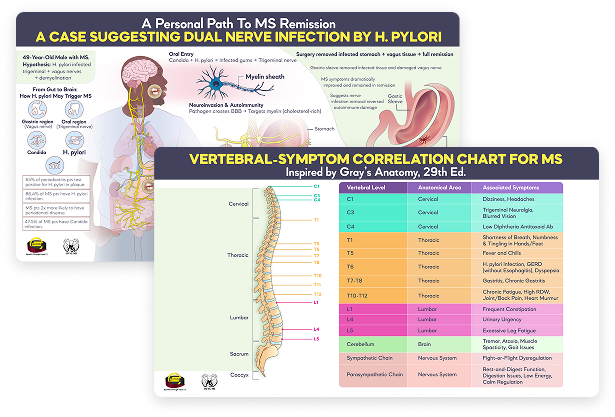 A Personal Path To MS Remission
A CASE SUGGESTING DUAL NERVE INFECTION BY H. PYLORI
49-Year-Old Male with MS.
Hypothesis: H. pylori infected
trigeminal + vagus nerves
+ demyelination
From Gut to Brain:
How H. pylori May Trigger MS
Gastric region
(Vagus nerve)
Oral region
(Trigeminal nerve)
Candida
H. pylori
positive for H. pylori in plaque.
of MS pts have H. pylori
infection.
MS pts 2x more likely to have
periodontal disease.
47.5% of MS pts have Candida
infection.
Oral Entry
Candida + H. pylori + Infected gums + Trigeminal nerve
Myelin sheath
Neuroinvasion & Autoimmunity
Pathogen crosses BBB + Targets myelin (cholesterol-rich)
Stomach
Surgery removed infected stomach + vagus tissue + full remission
Gastric sleeve removed infected tissue and damaged vagus nerve.
MS symptoms dramatically
improved and remained in remission
Suggests nerve
infection removal reversed
autoimmune damage
Gastic
Sleeve
VERTEBRAL-SYMPTOM CORRELATION CHART FOR MS
Inspired by Gray's Anatomy, 29th Ed.
Cervical
Thoracic
Lumbar
Sacrum
Coccyx
C1
C3
C4
T1
T5
T6
T7
T8
T10
T11
T12
L1
L4
L5
Vertebral Level Anatomical Area Associated Symptoms
C1 Cervical Dizziness, Headaches
C3 Cervical Trigeminal Neuralgia,
Blurred Vision
C4 Cervical Low Diphtheria Antitoxoid Ab
T1 Thoracic Shortness of Breath, Numbness
& Tingling in Hands/Foot
T5 Thoracic Fever and Chills
T6 Thoracic H. pylori Infection, GERD
(without Esophagitis), Dyspepsia
T7-T8 Thoracic Gastritis, Chronic Gastritis
T10-T12 Thoracic Chronic Fatigue, High RDW,
Joint/Back Pain, Heart Murmur
L1 Lumbar Frequent Constipation
L4 Lumbar Urinary Urgency
L5 Lumbar Excessive Leg Fatigue
Cerebellum Brain Tremor, Ataxia, Muscle
Spasticity, Gait Issues
Sympathetic Chain Nervous System Fight-or-Flight Dysregulation
Parasympathetic Chain Nervous System Rest-and-Digest Function,
Digestion Issues, Low Energy,
Calm Regulation